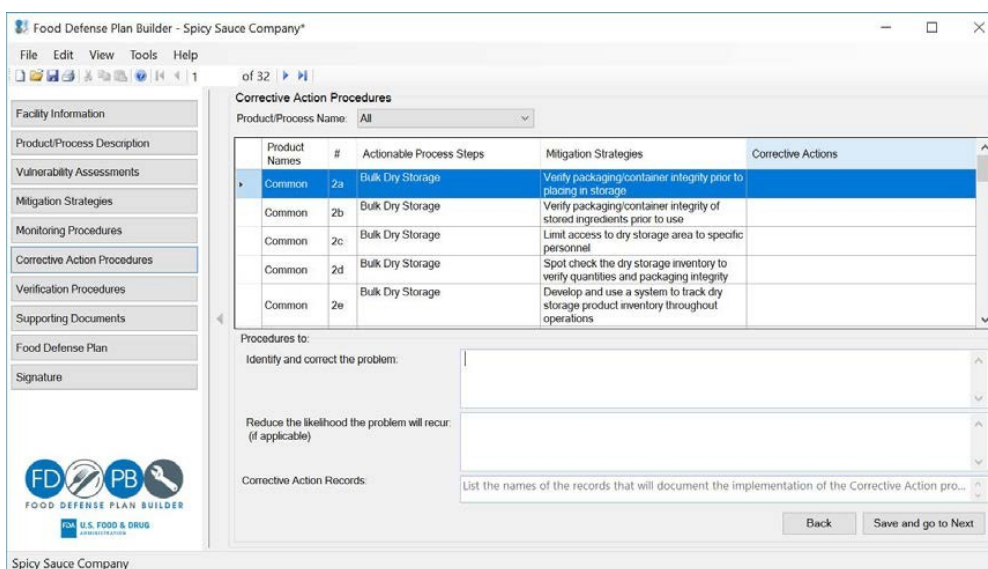 Food Defense Plan Builder - Spicy Sauce Company*
File Edit View Tools Help
1 of 32
Facility Information
Product/Process Description
Vulnerability Assessments
Mitigation Strategies
Monitoring Procedures
Corrective Action Procedures
Verification Procedures
Supporting Documents
Food Defense Plan
Signature
FD PB
FOOD DEFENSE PLAN BUILDER
FDA U.S. FOOD & DRUG
ADMINISTRATION
Corrective Action Procedures
Product/Process Name: All
Product Names # Actionable Process Steps Mitigation Strategies Corrective Actions
Common 2a Bulk Dry Storage Verify packaging/container integrity prior to
placing in storage
Common 2b Bulk Dry Storage Verify packaging/container integrity of
stored ingredients prior to use
Common 2c Bulk Dry Storage Limit access to dry storage area to specific
personnel
Common 2d Bulk Dry Storage Spot check the dry storage inventory to
verify quantities and packaging integrity
Common 2e Bulk Dry Storage Develop and use a system to track dry
storage product inventory throughout
operations
Procedures to:
Identify and correct the problem:
Reduce the likelihood the problem will recur:
(if applicable)
Corrective Action Records: List the names of the records that will document the implementation of the Corrective Action pro...
Back Save and go to Next
Spicy Sauce Company